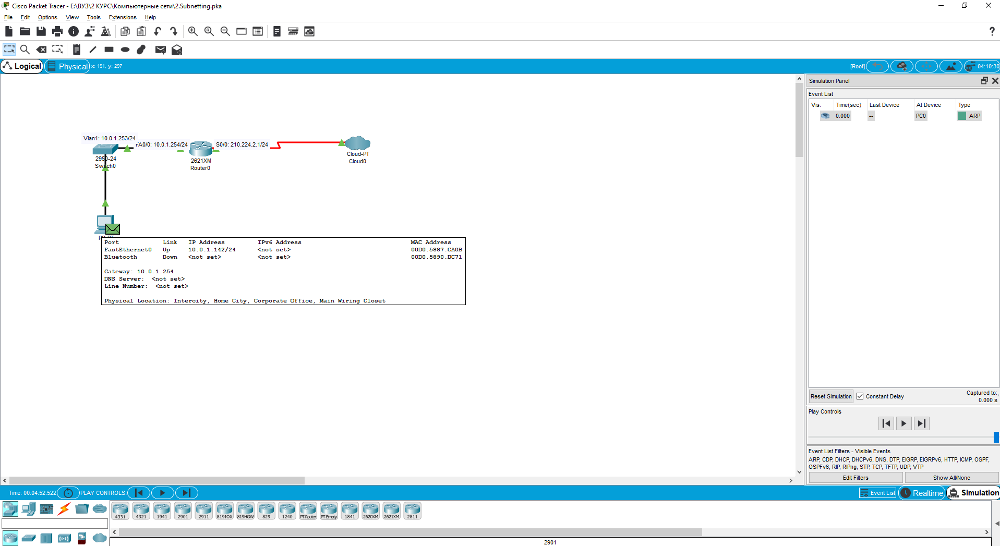 Cisco Packet Tracer - E:\ВУЗ\2 КУРС\Компьютерные сети\2.Subnetting.pka
File Edit Options View Tools Extensions Help
?
Logical Physical x: 191, y: 297 [Root] 04:10:30
Simulation Panel
Event List
Vis. Time(sec) Last Device At Device Type
0.000 -- PC0 ARP
Vlan1: 10.0.1.253/24
2950-24
Switch0
FA0/0: 10.0.1.254/24
2621XM
Router0
S0/0: 210.224.2.1/24
Cloud-PT
Cloud0
PC-PT
Port Link IP Address IPv6 Address MAC Address
FastEthernet0 Up 10.0.1.142/24 <not set> 00D0.5887.CA0B
Bluetooth Down <not set> <not set> 00D0.5890.DC71
Gateway: 10.0.1.254
DNS Server: <not set>
Line Number: <not set>
Physical Location: Intercity, Home City, Corporate Office, Main Wiring Closet
Reset Simulation Constant Delay Captured to:
0.000 s
Play Controls
Event List Filters - Visible Events
ARP, CDP, DHCP, DHCPv6, DNS, DTP, EIGRP, EIGRPv6, HTTP, ICMP, OSPF,
OSPFv6, RIP, RIPng, STP, TCP, TFTP, UDP, VTP
Edit Filters Show All/None
Time: 00:04:52.522 PLAY CONTROLS: Event List Realtime Simulation
4331 4321 1941 2901 2911 819IOX 819HGW 829 1240 PT-Router PT-Empty 1841 2620XM 2621XM 2811
2901